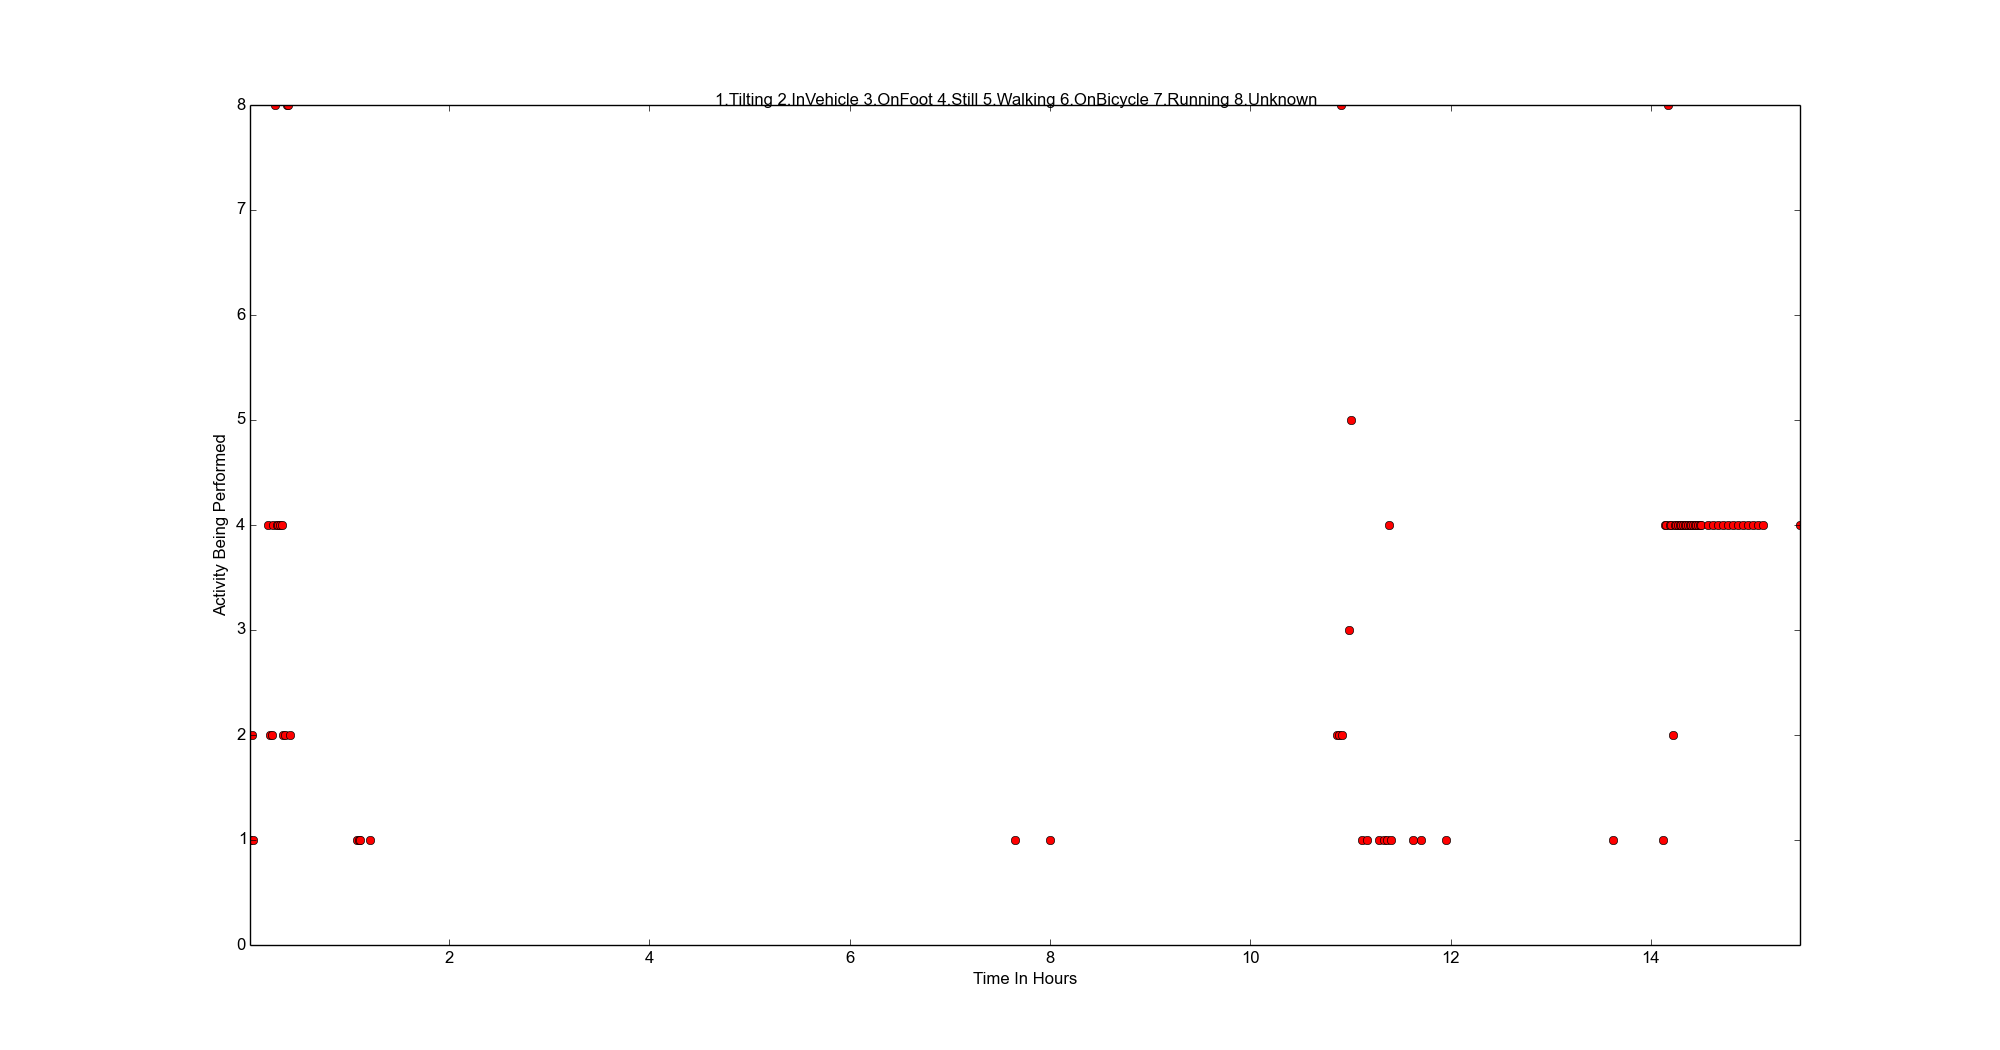 1.Tilting 2.InVehicle 3.OnFoot 4.Still 5.Walking 6.OnBicycle 7.Running 8.Unknown
8
7
6
5
4
3
2
1
0
Activity Being Performed
2 4 6 8 10 12 14
Time In Hours